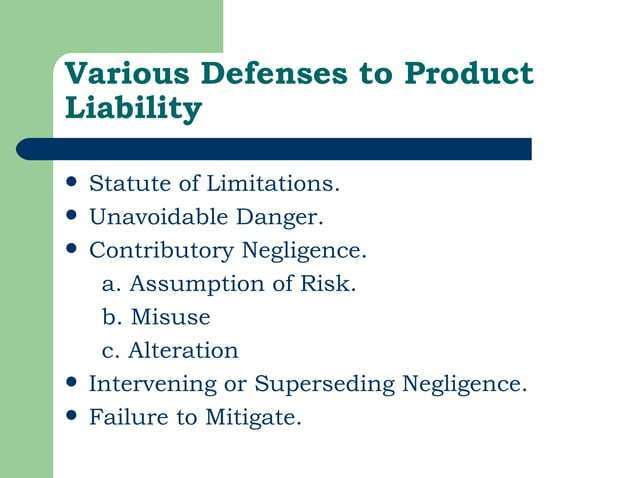 Various Defenses to Product
Liability
• Statute of Limitations.
• Unavoidable Danger.
• Contributory Negligence.
a. Assumption of Risk.
b. Misuse
c. Alteration
• Intervening or Superseding Negligence.
• Failure to Mitigate.